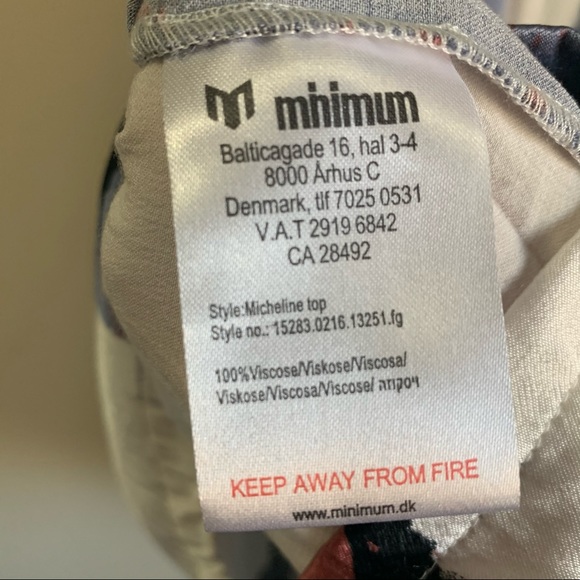 minimum
Balticagade 16, hal 3-4
8000 Århus C
Denmark, tlf 7025 0531
V.A.T 2919 6842
CA 28492
Style:Micheline top
Style no.: 15283.0216.13251.fg
100%Viscose/Viskose/Viscosa/
Viskose/Viscosa/Viscose/ ויסקוזה
KEEP AWAY FROM FIRE
www.minimum.dk